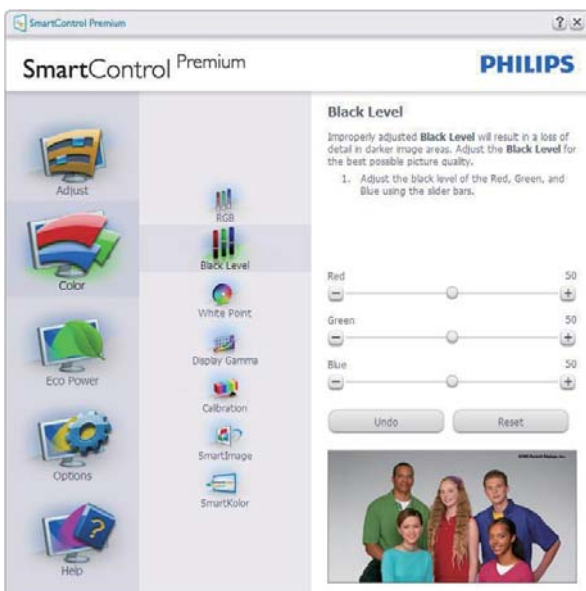 SmartControl Premium
SmartControl Premium
PHILIPS
Adjust
Color
Eco Power
Options
Help
RGB
Black Level
White Point
Display Gamma
Calibration
SmartImage
SmartKolor
Black Level
Improperly adjusted Black Level will result in a loss of
detail in darker image areas. Adjust the Black Level for
the best possible picture quality.
1. Adjust the black level of the Red, Green, and
Blue using the slider bars.
Red 50
Green 50
Blue 50
Undo Reset